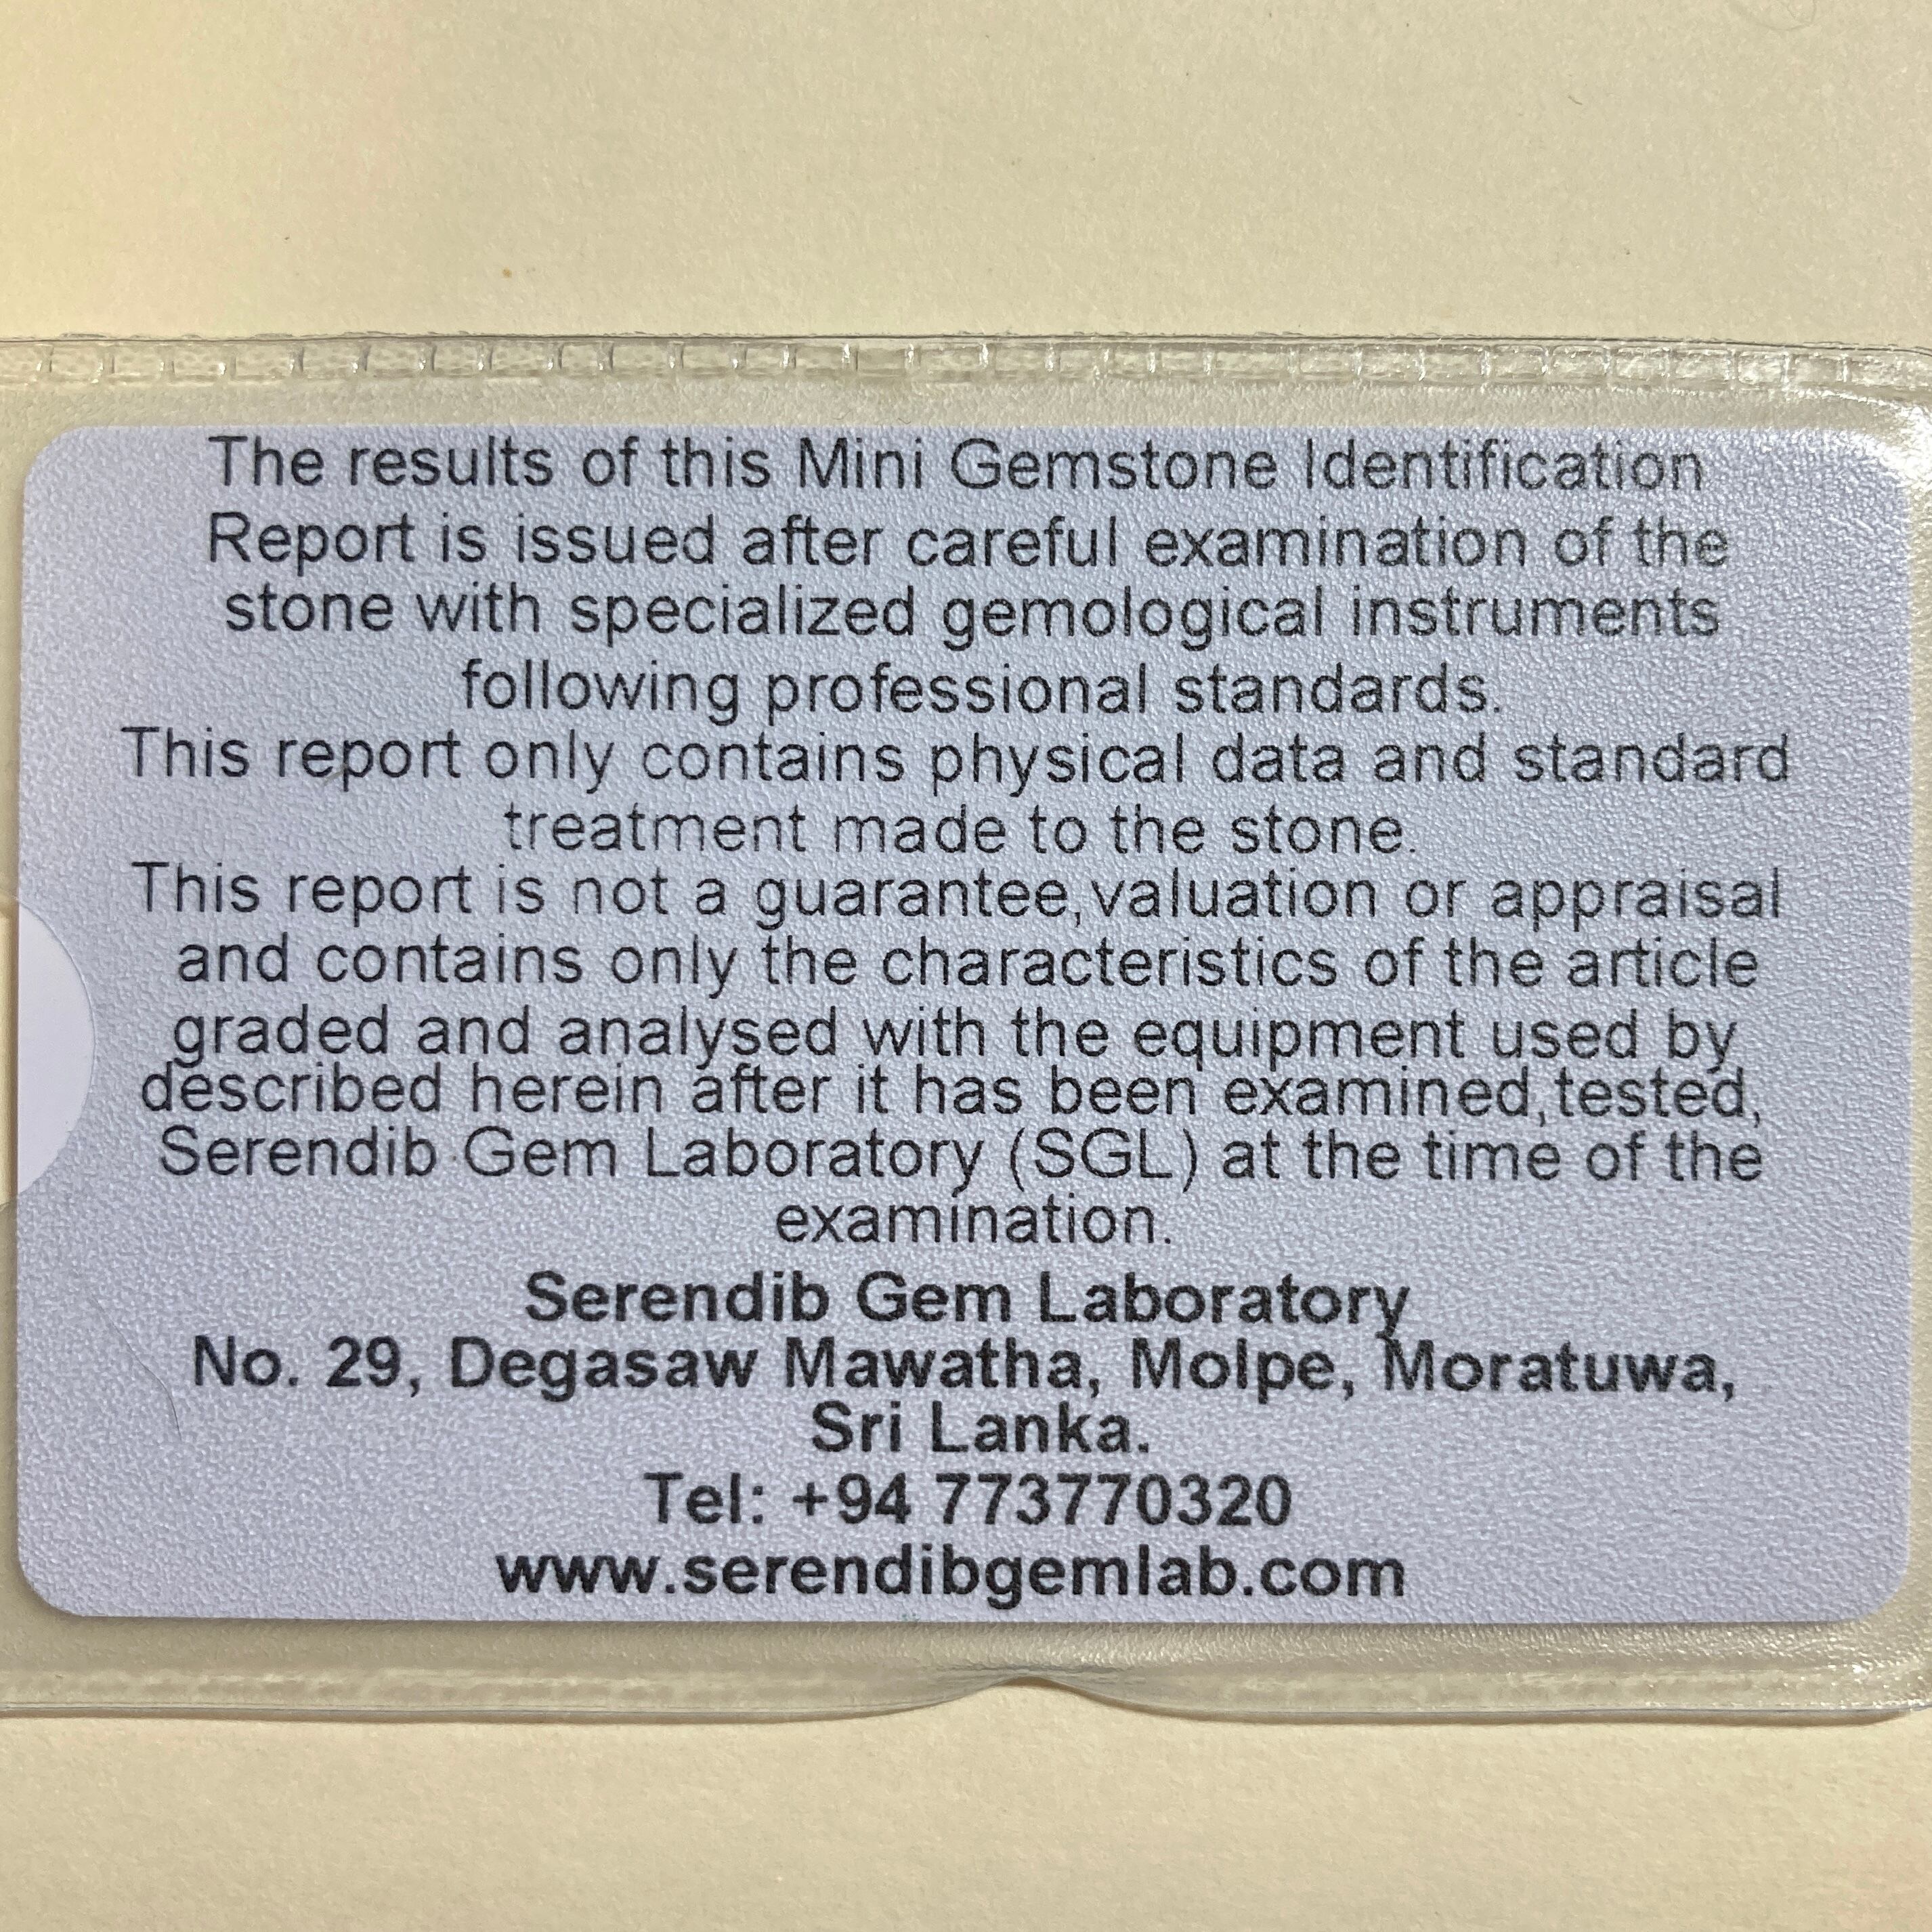 The results of this Mini Gemstone Identification
Report is issued after careful examination of the
stone with specialized gemological instruments
following professional standards.
This report only contains physical data and standard
treatment made to the stone.
This report is not a guarantee,valuation or appraisal
and contains only the characteristics of the article
graded and analysed with the equipment used by
described herein after it has been examined,tested,
Serendib Gem Laboratory (SGL) at the time of the
examination.
Serendib Gem Laboratory
No. 29, Degasaw Mawatha, Molpe, Moratuwa,
Sri Lanka.
Tel: +94 773770320
www.serendibgemlab.com